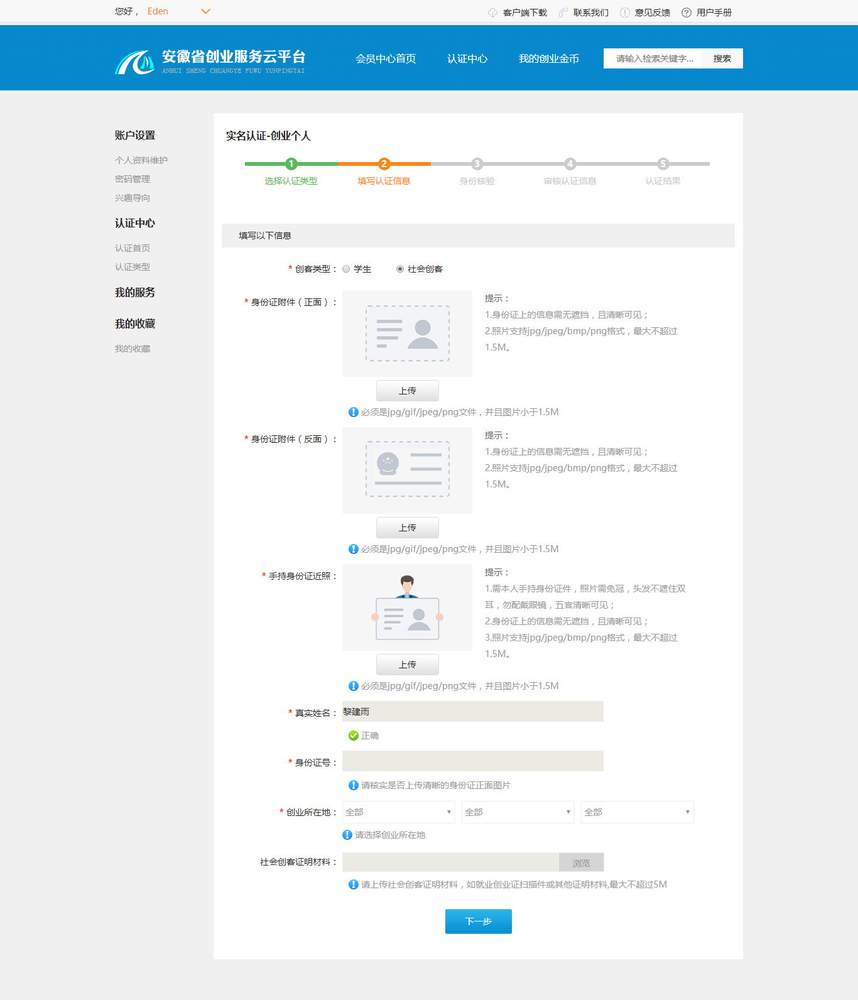 您好， Eden
客户端下载 联系我们 意见反馈 用户手册
安徽省创业服务云平台
ANHUI SHENG CHUANGYE FUWU YUNPINGTAI
会员中心首页 认证中心 我的创业金币
请输入检索关键字... 搜索
账户设置
个人资料维护
密码管理
兴趣导向
认证中心
认证首页
认证类型
我的服务
我的收藏
我的收藏
实名认证-创业个人
1 2 3 4 5
选择认证类型 填写认证信息 身份核验 审核认证信息 认证结果
填写以下信息
* 创客类型： 学生 社会创客
* 身份证附件（正面）：
提示：
1.身份证上的信息需无遮挡，且清晰可见；
2.照片支持jpg/jpeg/bmp/png格式，最大不超过
1.5M。
上传
必须是jpg/gif/jpeg/png文件，并且图片小于1.5M
* 身份证附件（反面）：
提示：
1.身份证上的信息需无遮挡，且清晰可见；
2.照片支持jpg/jpeg/bmp/png格式，最大不超过
1.5M。
上传
必须是jpg/gif/jpeg/png文件，并且图片小于1.5M
* 手持身份证近照：
提示：
1.需本人手持身份证件，照片需免冠，头发不遮住双
耳，勿配戴眼镜，五官清晰可见；
2.身份证上的信息需无遮挡，且清晰可见；
3.照片支持jpg/jpeg/bmp/png格式，最大不超过
1.5M。
上传
必须是jpg/gif/jpeg/png文件，并且图片小于1.5M
* 真实姓名： 黎建雨
正确
* 身份证号：
请核实是否上传清晰的身份证正面图片
* 创业所在地： 全部 全部 全部
请选择创业所在地
社会创客证明材料： 浏览
请上传社会创客证明材料，如就业创业证扫描件或其他证明材料,最大不超过5M
下一步